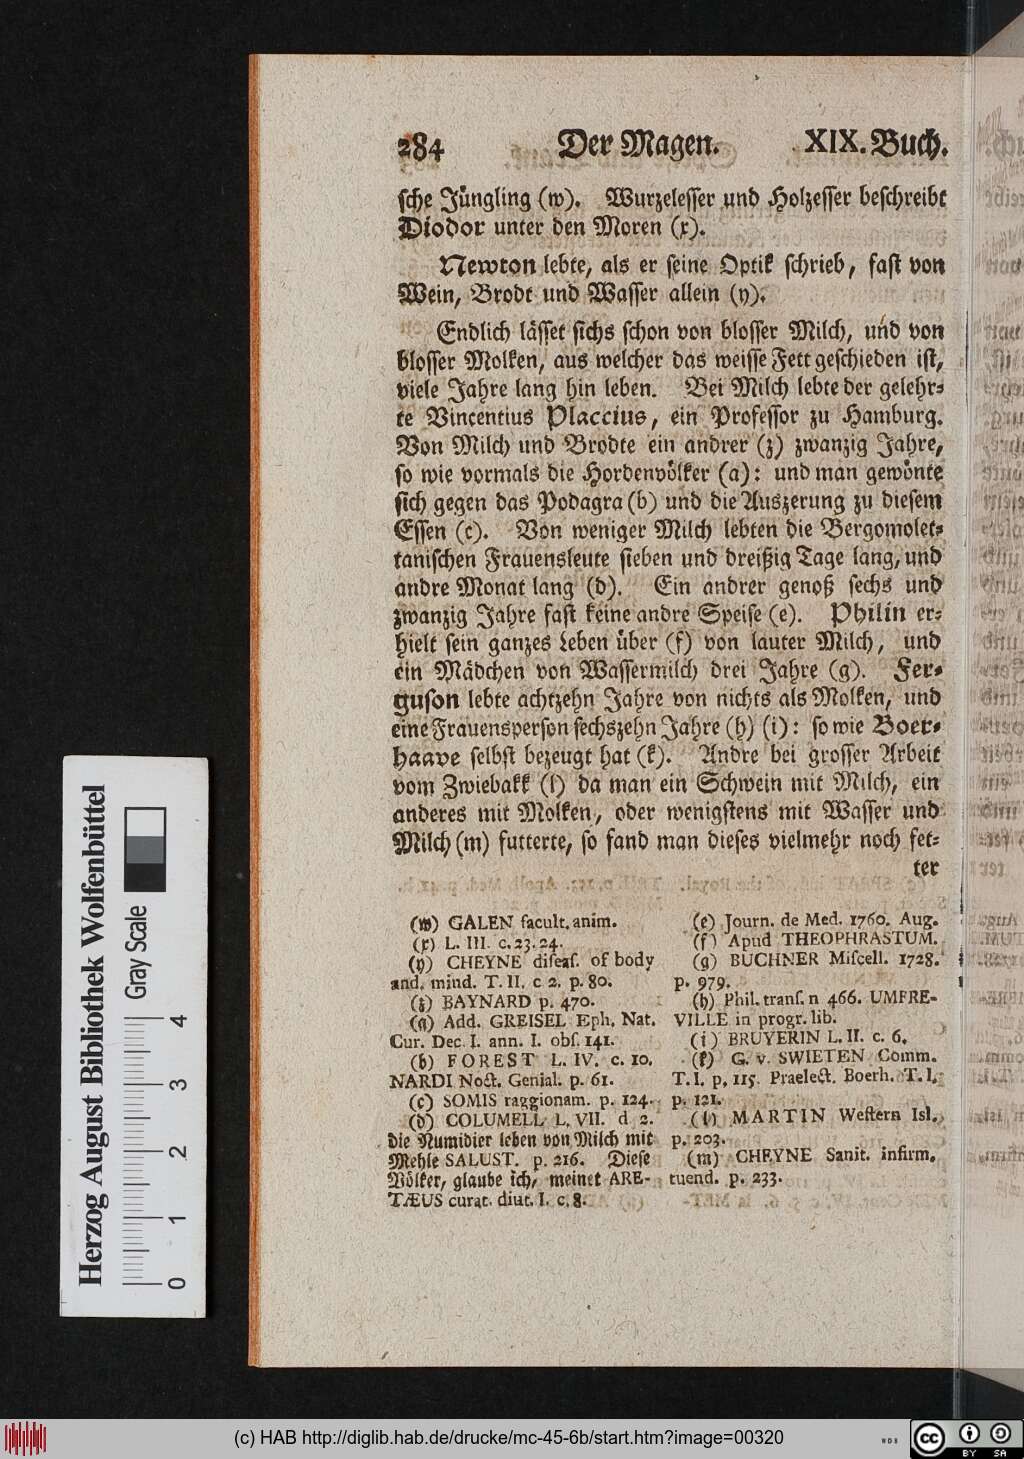 284 Der Magen. XIX. Buch.
sche Jüngling (w). Wurzelesser und Holzesser beschreibt
Diodor unter den Moren (x).
Newton lebte, als er seine Optik schrieb, fast von
Wein, Brodt und Wasser allein (y).
Endlich lässet sichs schon von blosser Milch, und von
blosser Molken, aus welcher das weisse Fett geschieden ist,
viele Jahre lang hin leben. Bei Milch lebte der gelehr-
te Vincentius Placcius, ein Professor zu Hamburg.
Von Milch und Brodte ein andrer (z) zwanzig Jahre,
so wie vormals die Hordenvölker (a): und man gewönte
sich gegen das Podagra (b) und die Auszerung zu diesem
Essen (c). Von weniger Milch lebten die Bergomolet-
tanischen Frauensleute sieben und dreißig Tage lang, und
andre Monat lang (d). Ein andrer genoß sechs und
zwanzig Jahre fast keine andre Speise (e). Philin er-
hielt sein ganzes Leben über (f) von lauter Milch, und
ein Mädchen von Wassermilch drei Jahre (g). Fer-
guson lebte achtzehn Jahre von nichts als Molken, und
eine Frauensperson sechszehn Jahre (h) (i): so wie Boer-
haave selbst bezeugt hat (k). Andre bei grosser Arbeit
vom Zwiebakk (l) da man ein Schwein mit Milch, ein
anderes mit Molken, oder wenigstens mit Wasser und
Milch (m) futterte, so fand man dieses vielmehr noch fet-
ter
(w) GALEN facult. anim.
(x) L. III. c. 23. 24.
(y) CHEYNE diseas. of body
and. mind. T. II. c 2. p. 80.
(z) BAYNARD p. 470.
(a) Add. GREISEL Eph. Nat.
Cur. Dec. I. ann. I. obs. 141.
(b) FOREST L. IV. c. 10.
NARDI Noct. Genial. p. 61.
(c) SOMIS raggionam. p. 124.
(d) COLUMELL L. VII. d 2.
die Numidier leben von Milch mit
Mehle SALUST. p. 216. Diese
Völker, glaube ich, meinet ARE-
TÆUS curat. diut. I. c. 8.
(e) Journ. de Med. 1760. Aug.
(f) Apud THEOPHRASTUM.
(g) BUCHNER Miscell. 1728.
p. 979.
(h) Phil. trans. n 466. UMFRE-
VILLE in progr. lib.
(i) BRUYERIN L. II. c. 6.
(k) G. v. SWIETEN Comm.
T. I. p. 115. Praelect. Boerh. T. I.
p. 121.
(l) MARTIN Western Isl.
p. 203.
(m) CHEYNE Sanit. infirm.
tuend. p. 233.
Herzog August Bibliothek Wolfenbüttel
Gray Scale
0 1 2 3 4
(c) HAB http://diglib.hab.de/drucke/mc-45-6b/start.htm?image=00320
WDB
cc BY SA